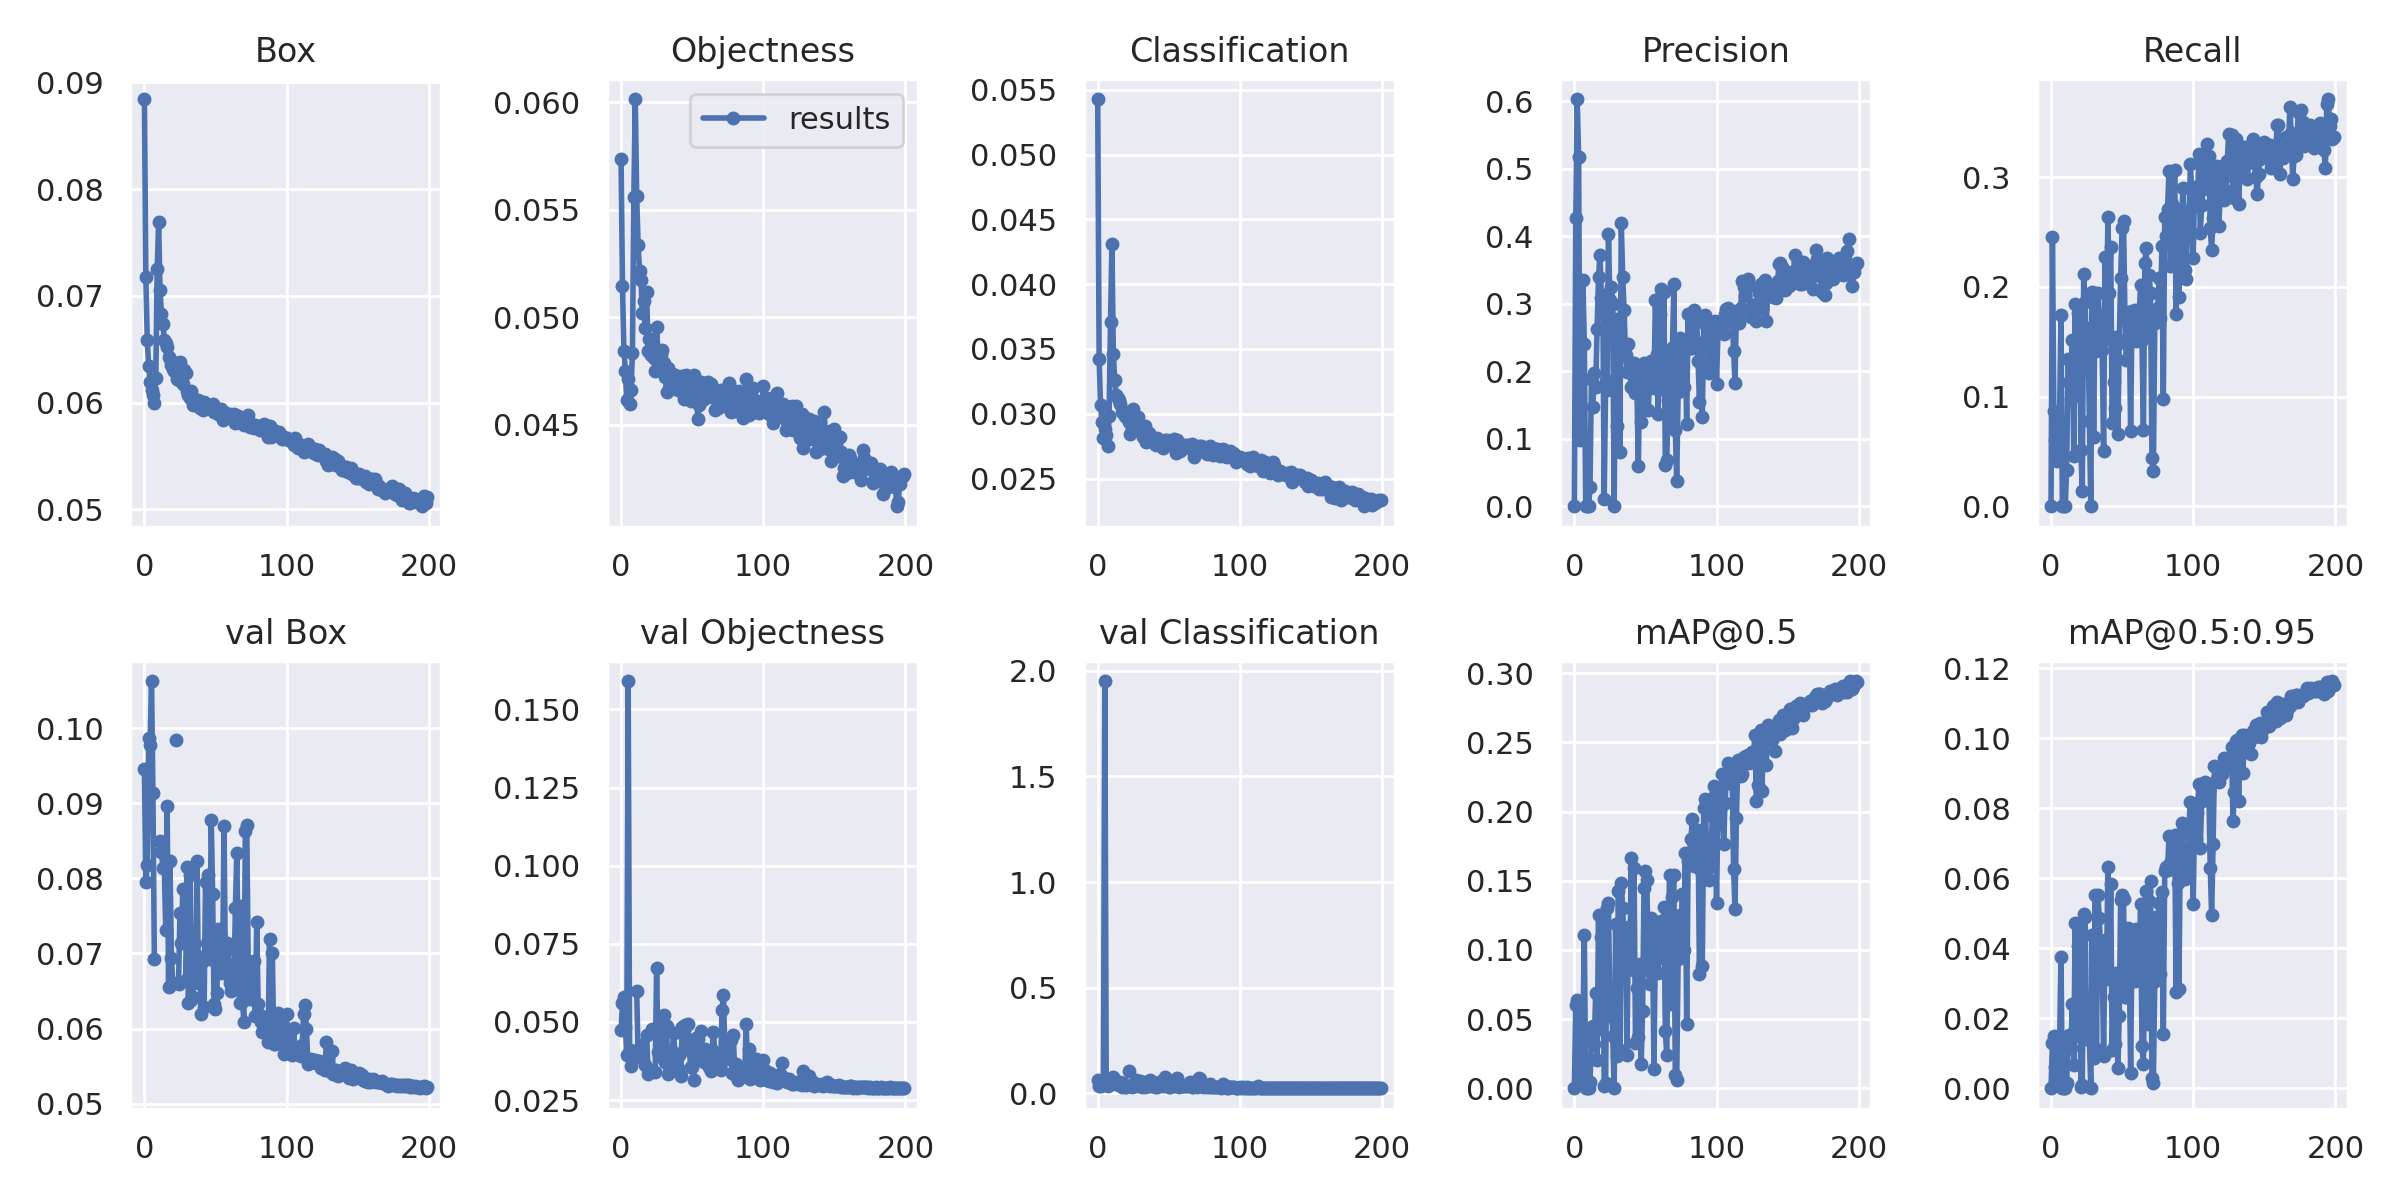 Box
0.09
0.08
0.07
0.06
0.05
0 100 200
Objectness
results
0.060
0.055
0.050
0.045
0 100 200
Classification
0.055
0.050
0.045
0.040
0.035
0.030
0.025
0 100 200
Precision
0.6
0.5
0.4
0.3
0.2
0.1
0.0
0 100 200
Recall
0.3
0.2
0.1
0.0
0 100 200
val Box
0.10
0.09
0.08
0.07
0.06
0.05
0 100 200
val Objectness
0.150
0.125
0.100
0.075
0.050
0.025
0 100 200
val Classification
2.0
1.5
1.0
0.5
0.0
0 100 200
mAP@0.5
0.30
0.25
0.20
0.15
0.10
0.05
0.00
0 100 200
mAP@0.5:0.95
0.12
0.10
0.08
0.06
0.04
0.02
0.00
0 100 200